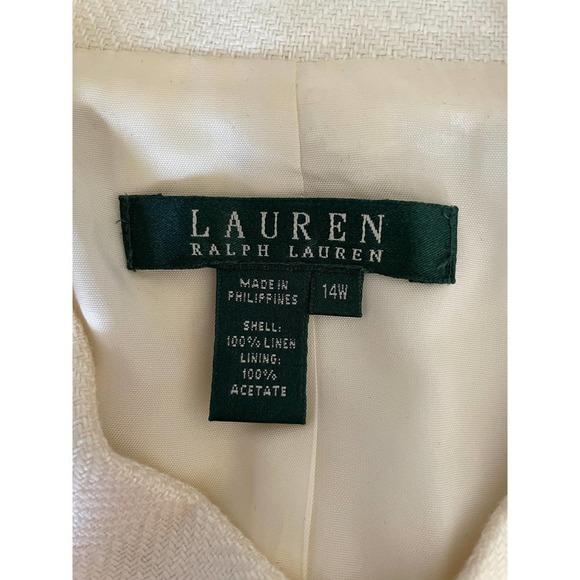 LAUREN
RALPH LAUREN
MADE IN
PHILIPPINES
14W
SHELL:
100% LINEN
LINING:
100%
ACETATE